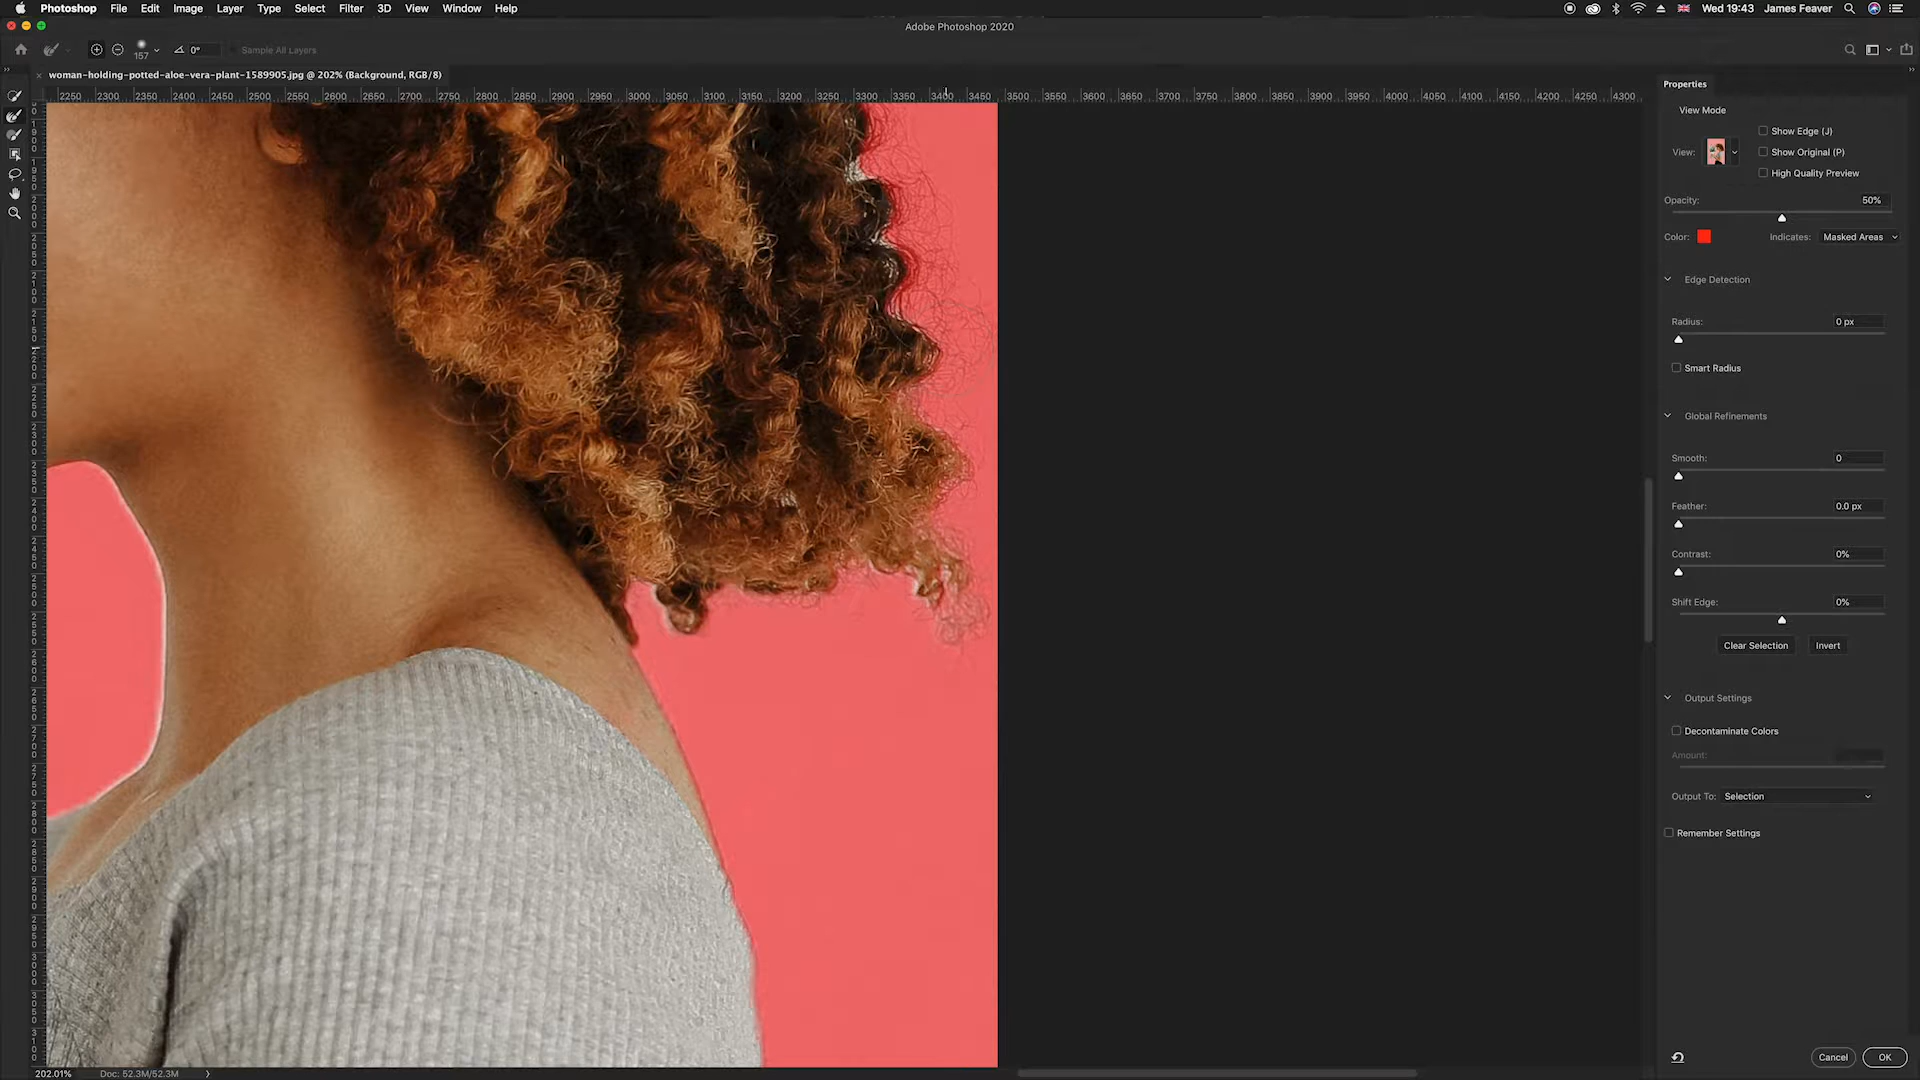 Photoshop File Edit Image Layer Type Select Filter 3D View Window Help Wed 19:43 James Feaver
Adobe Photoshop 2020
157 0° Sample All Layers
woman-holding-potted-aloe-vera-plant-1589905.jpg @ 202% (Background, RGB/8)
2250 2300 2350 2400 2450 2500 2550 2600 2650 2700 2750 2800 2850 2900 2950 3000 3050 3100 3150 3200 3250 3300 3350 3400 3450 3500 3550 3600 3650 3700 3750 3800 3850 3900 3950 4000 4050 4100 4150 4200 4250 4300
Properties
View Mode
Show Edge (J)
View:
Show Original (P)
High Quality Preview
Opacity: 50%
Color: Indicates: Masked Areas
Edge Detection
Radius: 0 px
Smart Radius
Global Refinements
Smooth: 0
Feather: 0.0 px
Contrast: 0%
Shift Edge: 0%
Clear Selection Invert
Output Settings
Decontaminate Colors
Amount:
Output To: Selection
Remember Settings
Cancel OK
202.01% Doc: 52.3M/52.3M